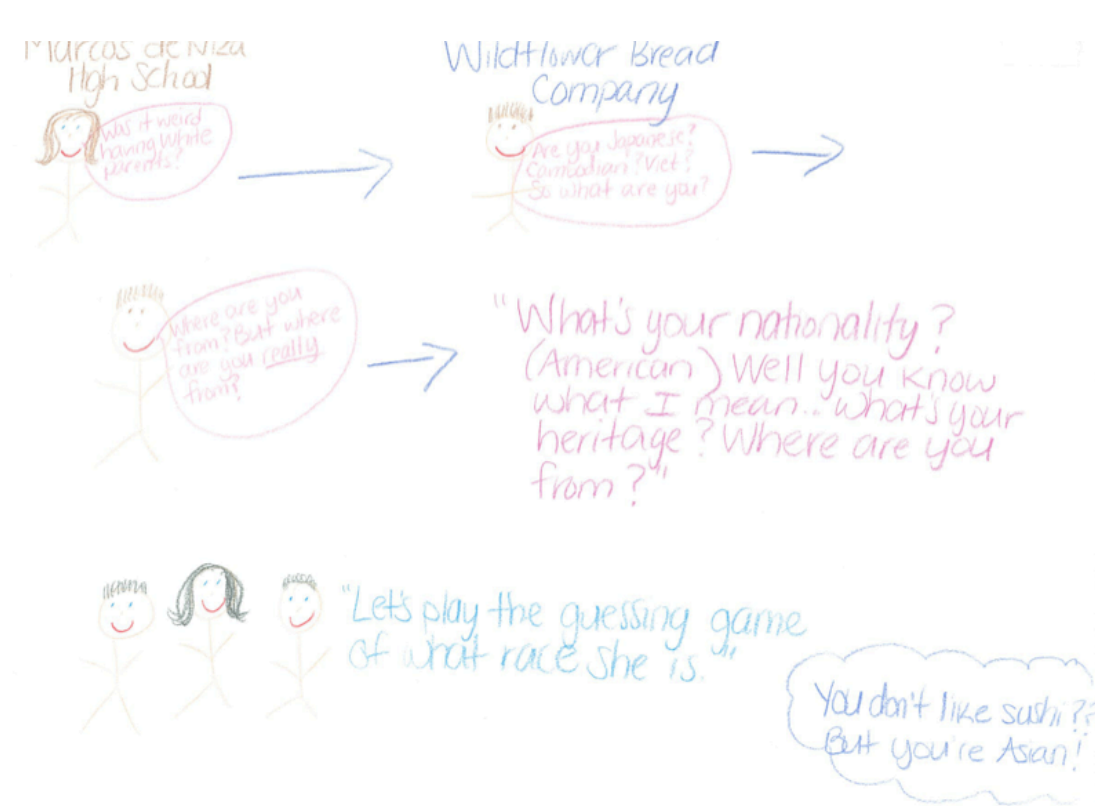 Marcos de Niza
High School
Wildflower Bread
Company
Was it weird
having White
parents?
Are you Japanese?
Cambodian? Viet?
So what are you?
Where are you
from? But where
are you really
from?
"What's your nationality?
(American) Well you know
what I mean.. What's your
heritage? Where are you
from?"
"Let's play the guessing game
of what race she is."
You don't like sushi??
But you're Asian!